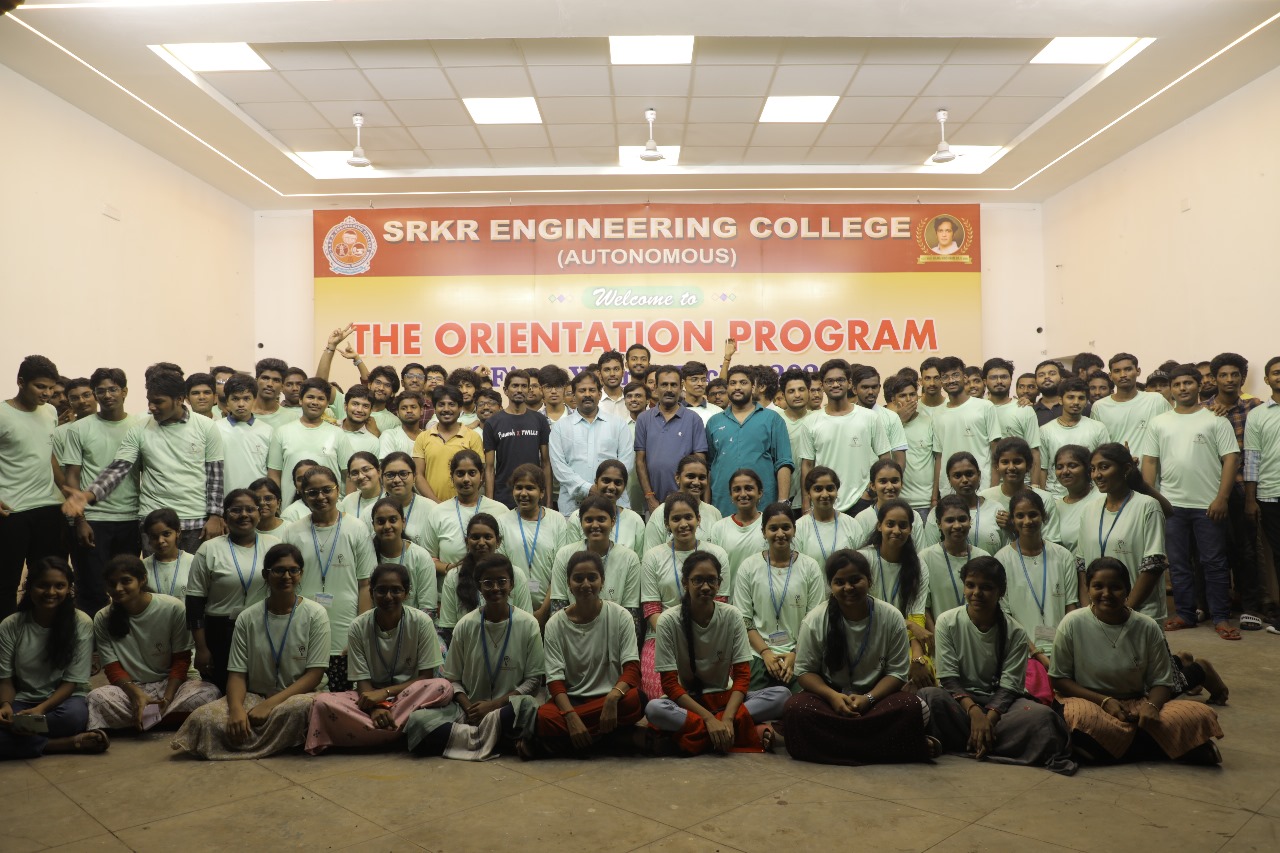 SRKR ENGINEERING COLLEGE
(AUTONOMOUS)
Welcome to
THE ORIENTATION PROGRAM